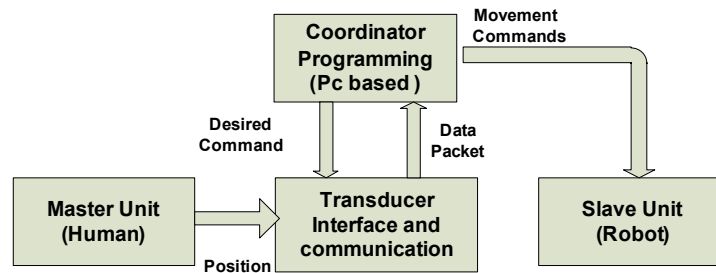 Coordinator
Programming
(Pc based )
Movement
Commands
Desired
Command
Data
Packet
Master Unit
(Human)
Position
Transducer
Interface and
communication
Slave Unit
(Robot)